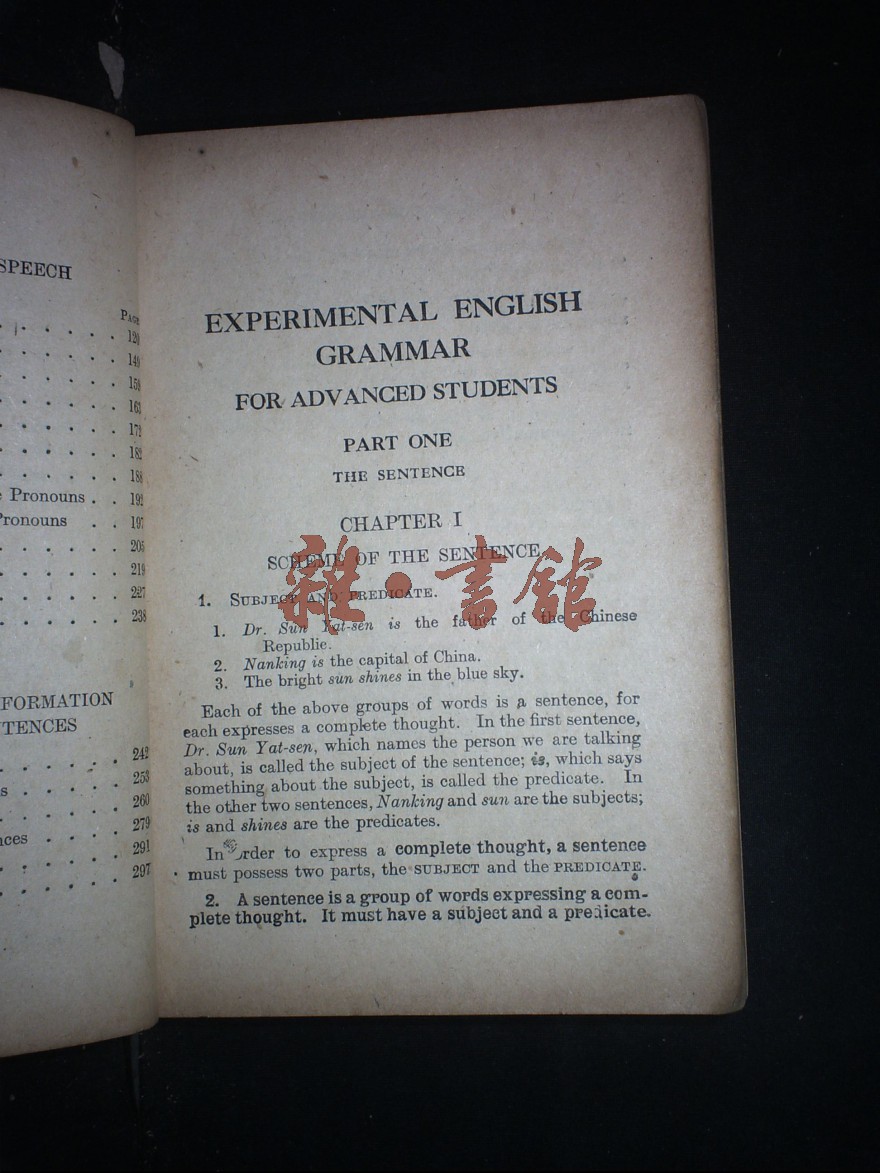 SPEECH
PAGE
120
149
159
163
172
182
188
Pronouns . . 192
Pronouns . . 197
205
219
227
238
FORMATION
TENCES
242
253
260
279
291
297
EXPERIMENTAL ENGLISH
GRAMMAR
FOR ADVANCED STUDENTS
PART ONE
THE SENTENCE
CHAPTER I
SCHEME OF THE SENTENCE
1. SUBJECT AND PREDICATE.
1. Dr. Sun Yat-sen is the father of the Chinese
Republic.
2. Nanking is the capital of China.
3. The bright sun shines in the blue sky.
Each of the above groups of words is a sentence, for
each expresses a complete thought. In the first sentence,
Dr. Sun Yat-sen, which names the person we are talking
about, is called the subject of the sentence; is, which says
something about the subject, is called the predicate. In
the other two sentences, Nanking and sun are the subjects;
is and shines are the predicates.
In order to express a complete thought, a sentence
must possess two parts, the SUBJECT and the PREDICATE.
2. A sentence is a group of words expressing a com-
plete thought. It must have a subject and a predicate.
雜·書館